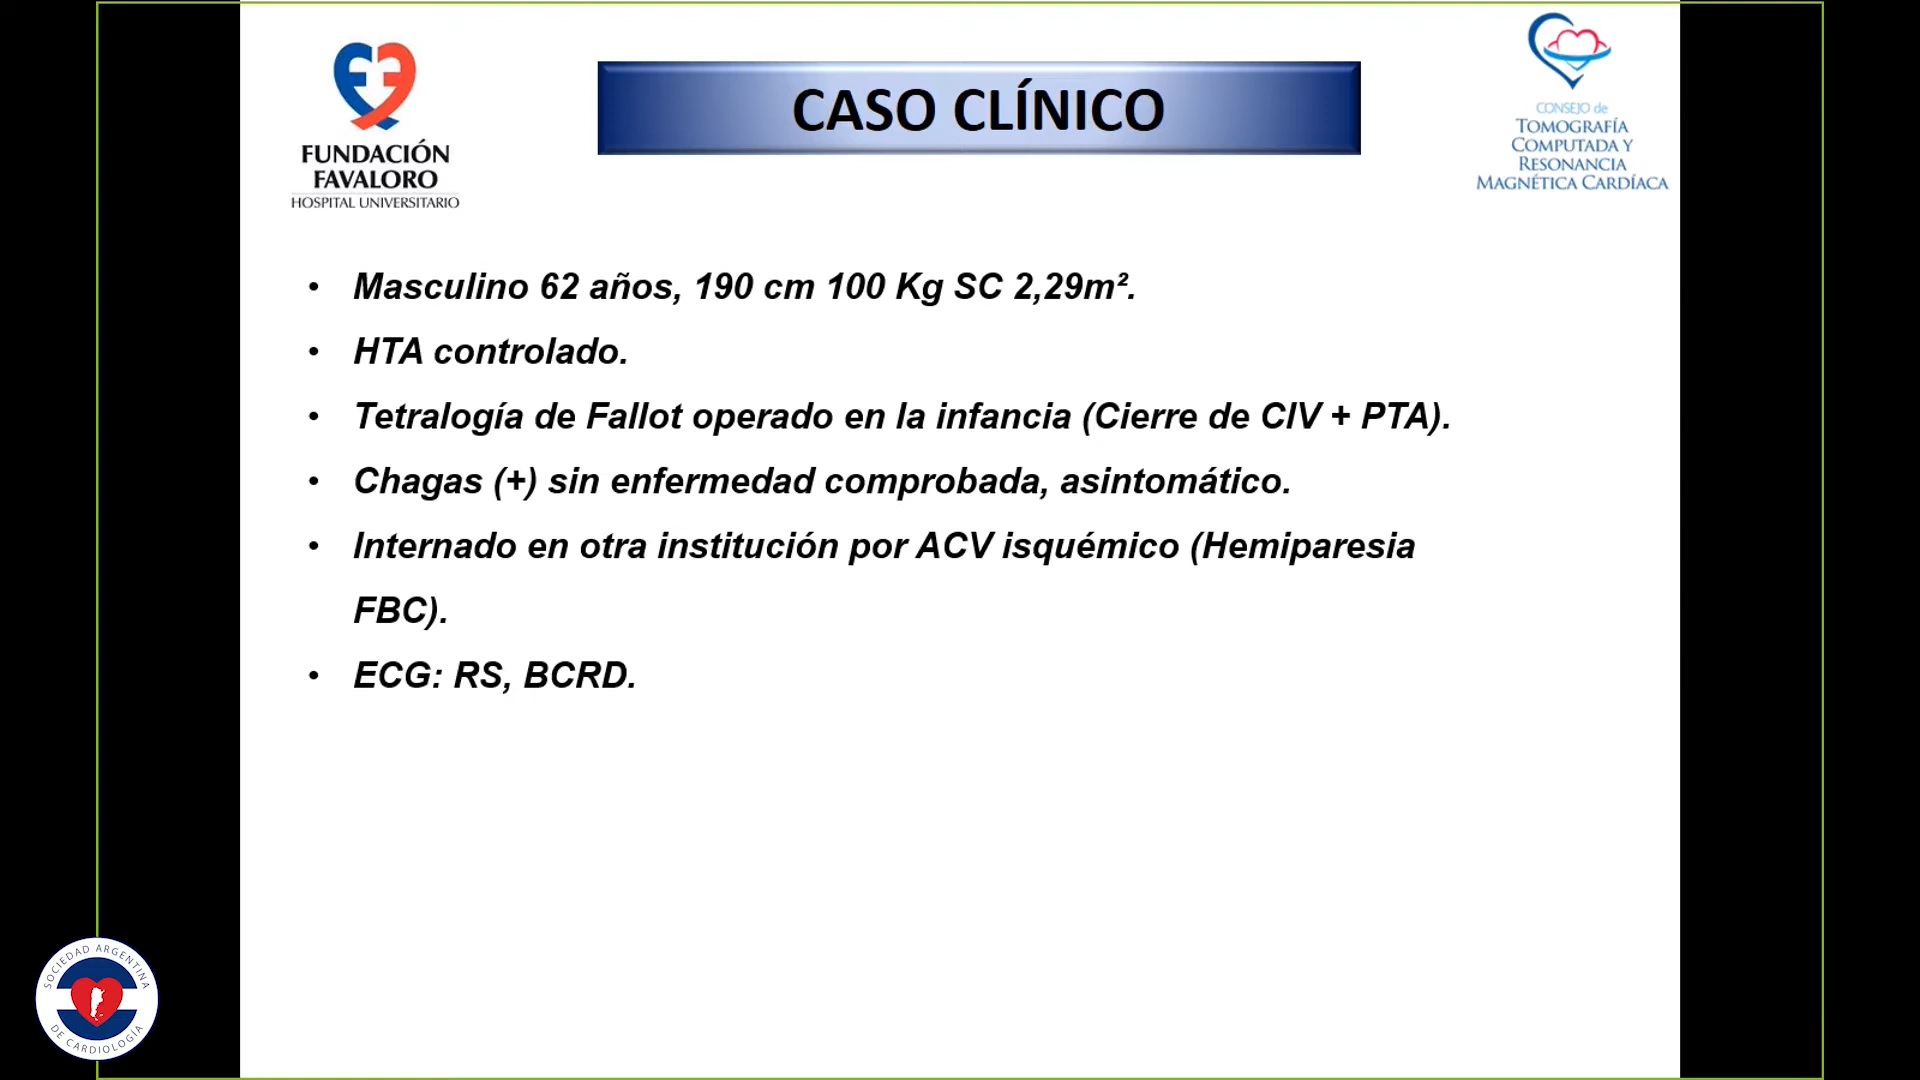 FUNDACIÓN
FAVALORO
HOSPITAL UNIVERSITARIO
CASO CLÍNICO
CONSEJO de
TOMOGRAFÍA
COMPUTADA Y
RESONANCIA
MAGNÉTICA CARDÍACA
• Masculino 62 años, 190 cm 100 Kg SC 2,29m².
• HTA controlado.
• Tetralogía de Fallot operado en la infancia (Cierre de CIV + PTA).
• Chagas (+) sin enfermedad comprobada, asintomático.
• Internado en otra institución por ACV isquémico (Hemiparesia
FBC).
• ECG: RS, BCRD.
SOCIEDAD ARGENTINA
DE CARDIOLOGÍA